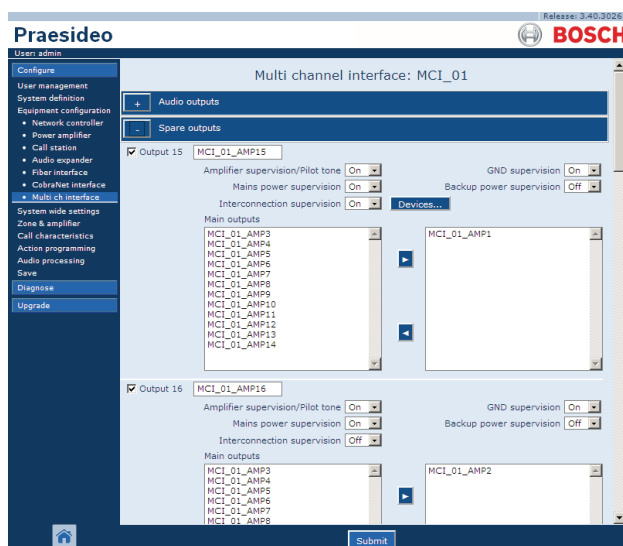 Release: 3.40.3026
Praesideo
BOSCH
User: admin
Configure
User management
System definition
Equipment configuration
• Network controller
• Power amplifier
• Call station
• Audio expander
• Fiber interface
• CobraNet interface
• Multi ch interface
System wide settings
Zone & amplifier
Call characteristics
Action programming
Audio processing
Save
Diagnose
Upgrade
Multi channel interface: MCI_01
+ Audio outputs
- Spare outputs
Output 15 MCI_01_AMP15
Amplifier supervision/Pilot tone On GND supervision On
Mains power supervision On Backup power supervision Off
Interconnection supervision On Devices...
Main outputs
MCI_01_AMP3
MCI_01_AMP4
MCI_01_AMP5
MCI_01_AMP6
MCI_01_AMP7
MCI_01_AMP8
MCI_01_AMP9
MCI_01_AMP10
MCI_01_AMP11
MCI_01_AMP12
MCI_01_AMP13
MCI_01_AMP14
MCI_01_AMP1
Output 16 MCI_01_AMP16
Amplifier supervision/Pilot tone On GND supervision On
Mains power supervision On Backup power supervision Off
Interconnection supervision Off
Main outputs
MCI_01_AMP3
MCI_01_AMP4
MCI_01_AMP5
MCI_01_AMP6
MCI_01_AMP7
MCI_01_AMP8
MCI_01_AMP2
Submit